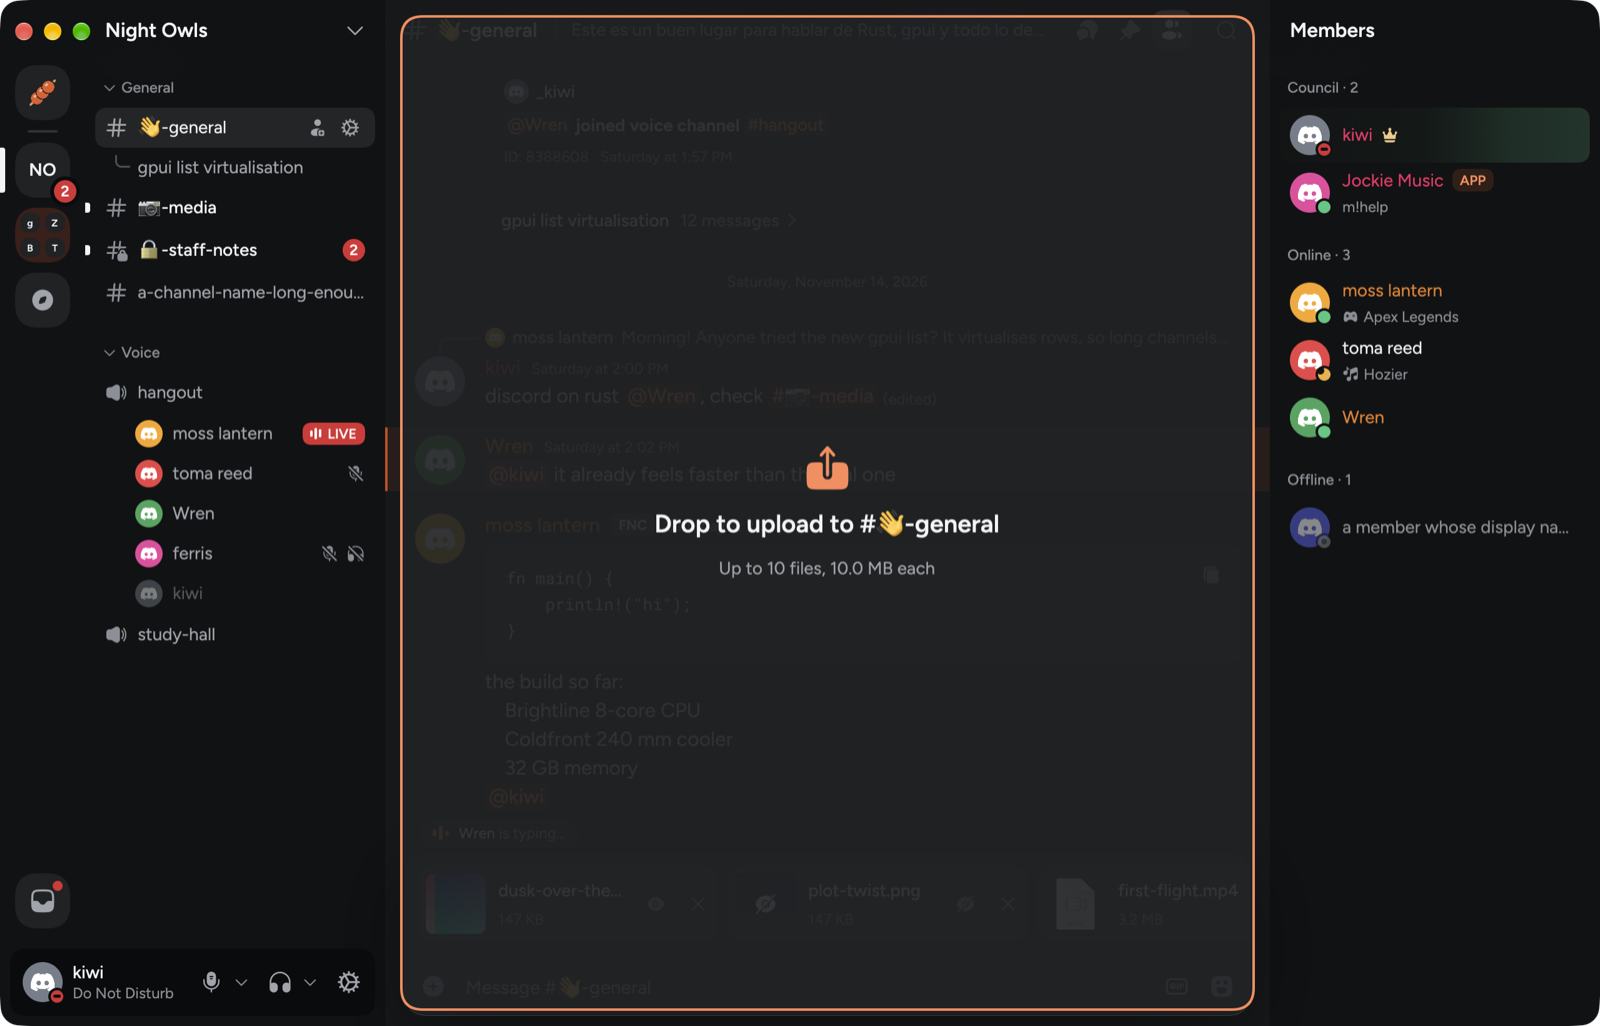 Night Owls
NO
2
g Z
B T
General
# 👋-general
gpui list virtualisation
# 📷-media
# 🔒-staff-notes
2
# a-channel-name-long-enou...
Voice
hangout
moss lantern
LIVE
toma reed
Wren
ferris
kiwi
study-hall
kiwi
Do Not Disturb
# 👋-general
Este es un buen lugar para hablar de Rust, gpui y todo lo de...
_kiwi
@Wren joined voice channel #hangout
ID: 8388608 Saturday at 1:57 PM
gpui list virtualisation 12 messages
Saturday, November 14, 2026
moss lantern Morning! Anyone tried the new gpui list? It virtualises rows, so long channels...
kiwi Saturday at 2:00 PM
discord on rust @Wren , check #📷-media (edited)
Wren Saturday at 2:02 PM
@kiwi it already feels faster than one
moss lantern FNC
Drop to upload to #👋-general
Up to 10 files, 10.0 MB each
fn main() {
println!("hi");
}
the build so far:
Brightline 8-core CPU
Coldfront 240 mm cooler
32 GB memory
@kiwi
Wren is typing...
dusk-over-the...
147 KB
plot-twist.png
147 KB
first-flight.mp4
3.2 MB
Message #👋-general
GIF
Members
Council · 2
kiwi
Jockie Music APP
m!help
Online · 3
moss lantern
Apex Legends
toma reed
Hozier
Wren
Offline · 1
a member whose display na...